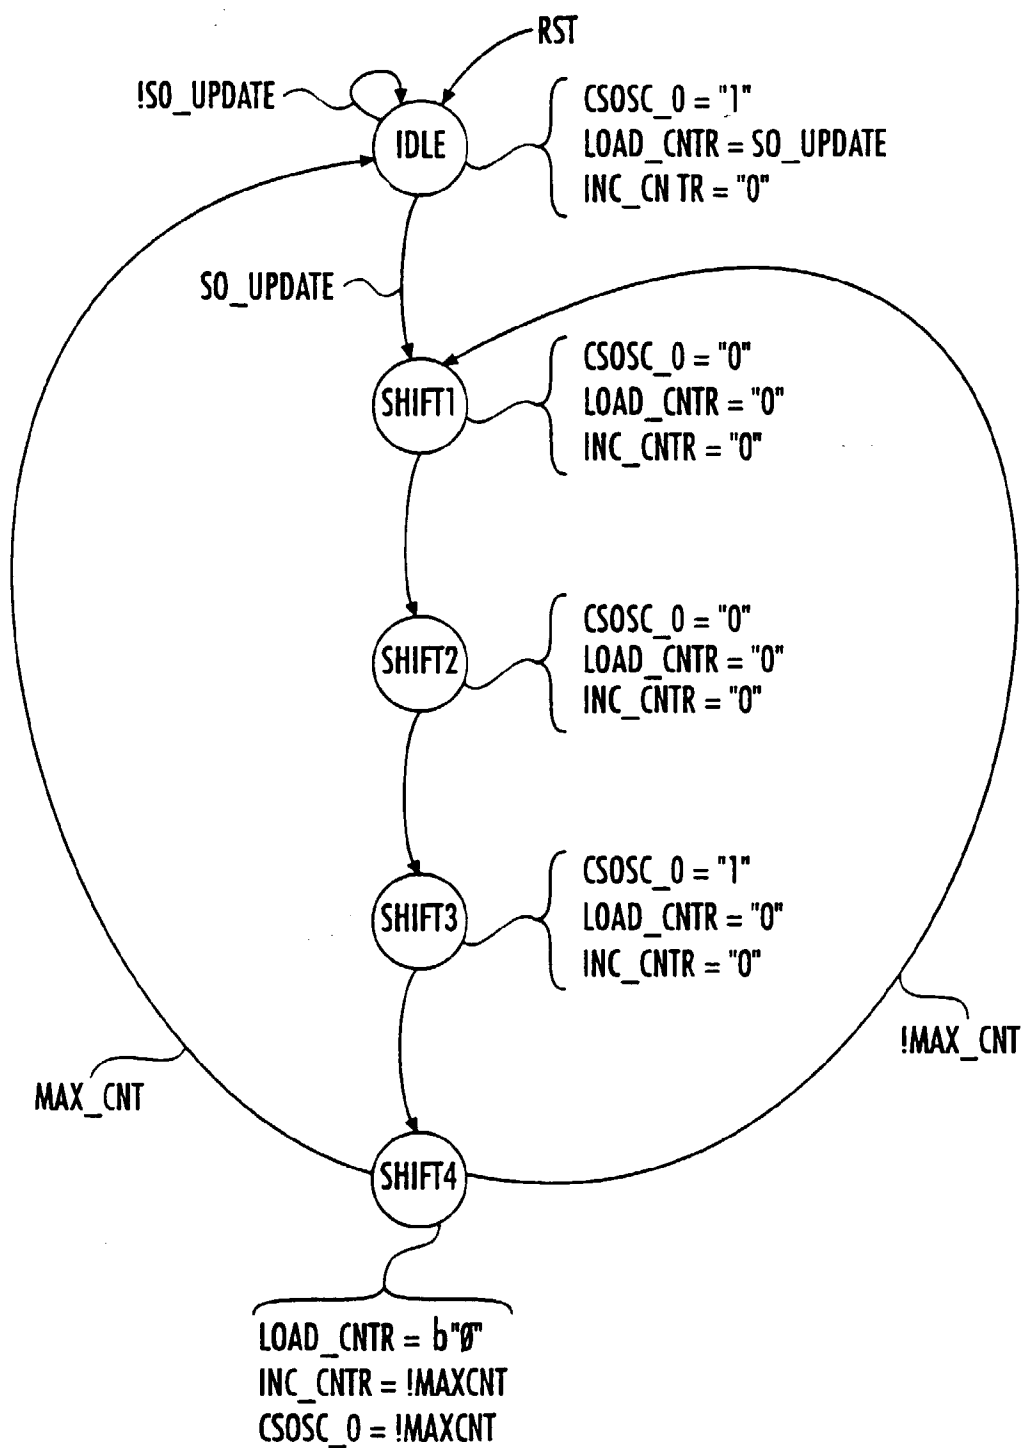 RST
!SO_UPDATE
IDLE
CSOSC_0 = "1"
LOAD_CNTR = SO_UPDATE
INC_CN TR = "0"
SO_UPDATE
SHIFT1
CSOSC_0 = "0"
LOAD_CNTR = "0"
INC_CNTR = "0"
SHIFT2
CSOSC_0 = "0"
LOAD_CNTR = "0"
INC_CNTR = "0"
SHIFT3
CSOSC_0 = "1"
LOAD_CNTR = "0"
INC_CNTR = "0"
!MAX_CNT
MAX_CNT
SHIFT4
LOAD_CNTR = b"0"
INC_CNTR = !MAXCNT
CSOSC_0 = !MAXCNT